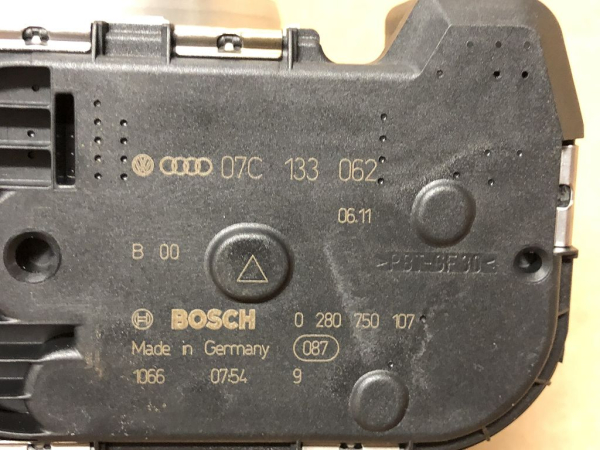 07C 133 062
06.11
B 00
>PBT-GF30<
BOSCH 0 280 750 107
Made in Germany 087
1066 07:54 9